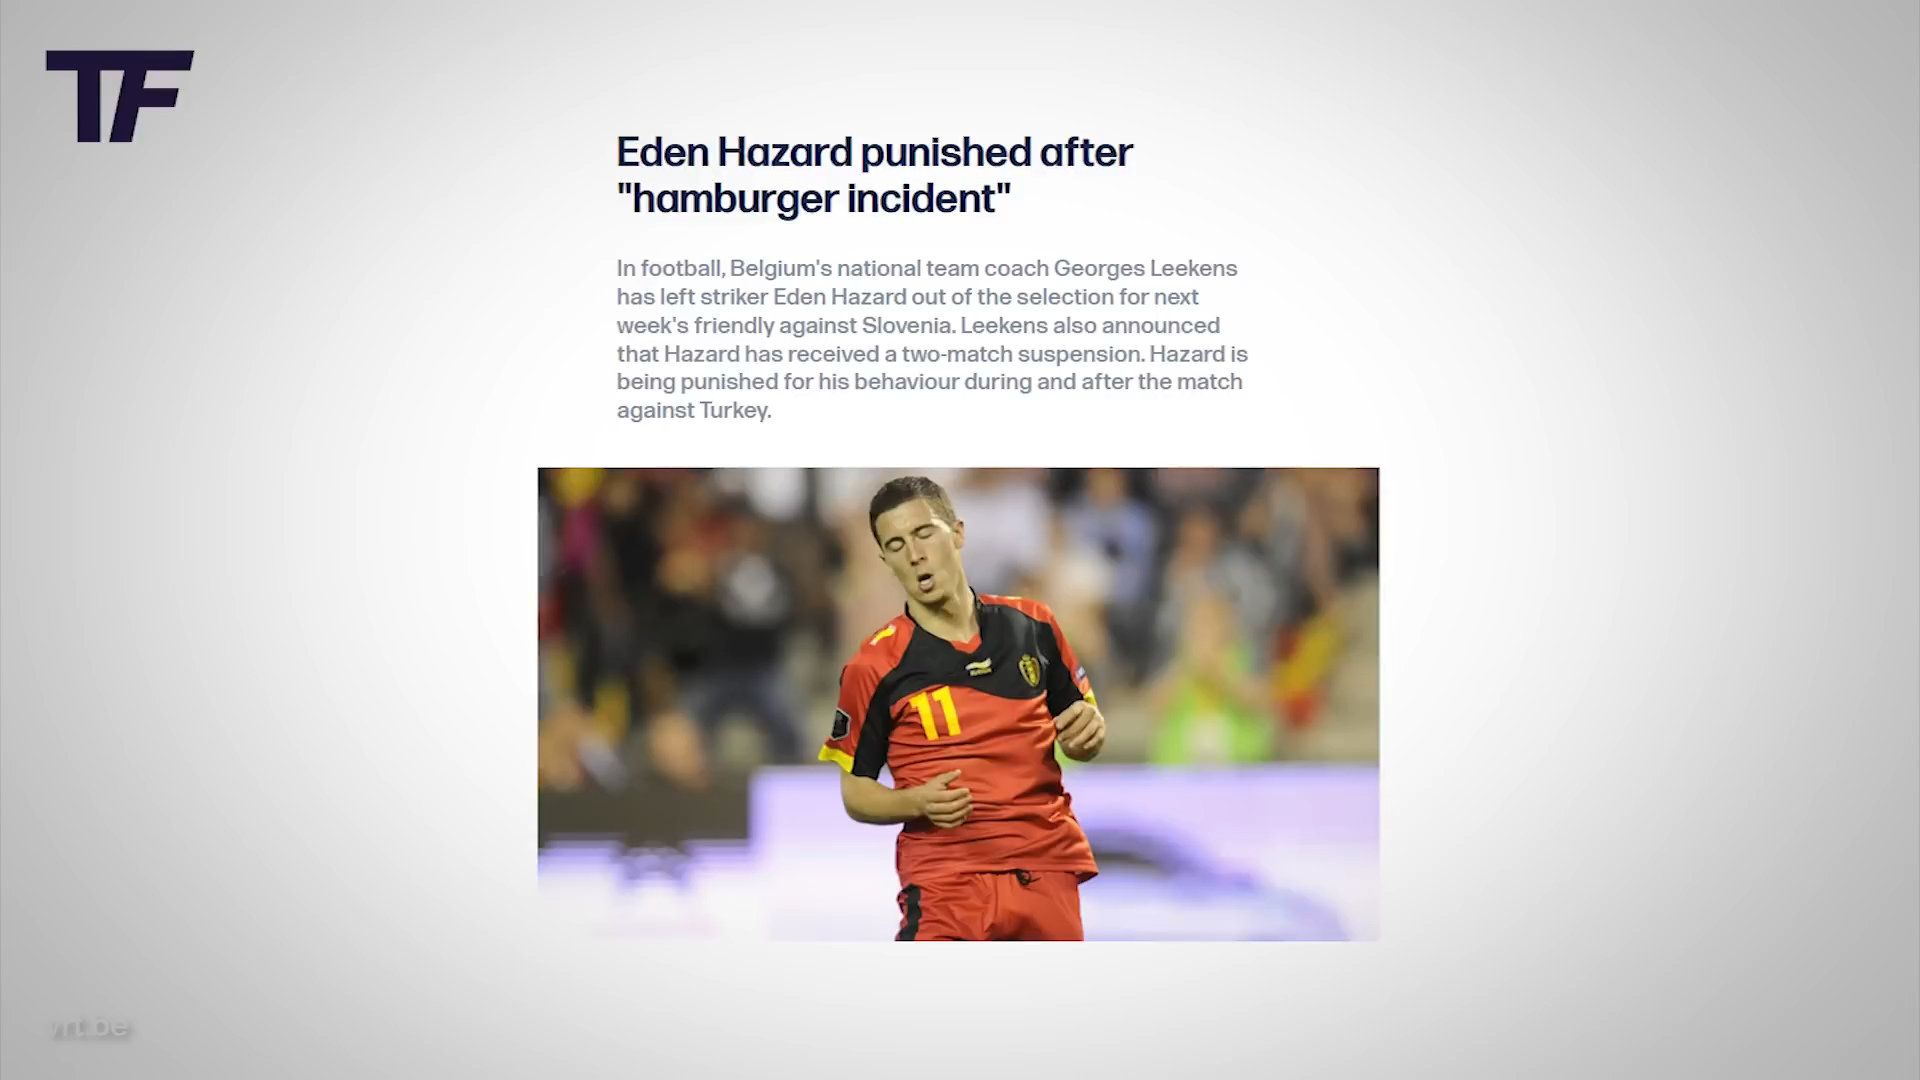 TF
Eden Hazard punished after
"hamburger incident"
In football, Belgium's national team coach Georges Leekens
has left striker Eden Hazard out of the selection for next
week's friendly against Slovenia. Leekens also announced
that Hazard has received a two-match suspension. Hazard is
being punished for his behaviour during and after the match
against Turkey.
11
vrt.be